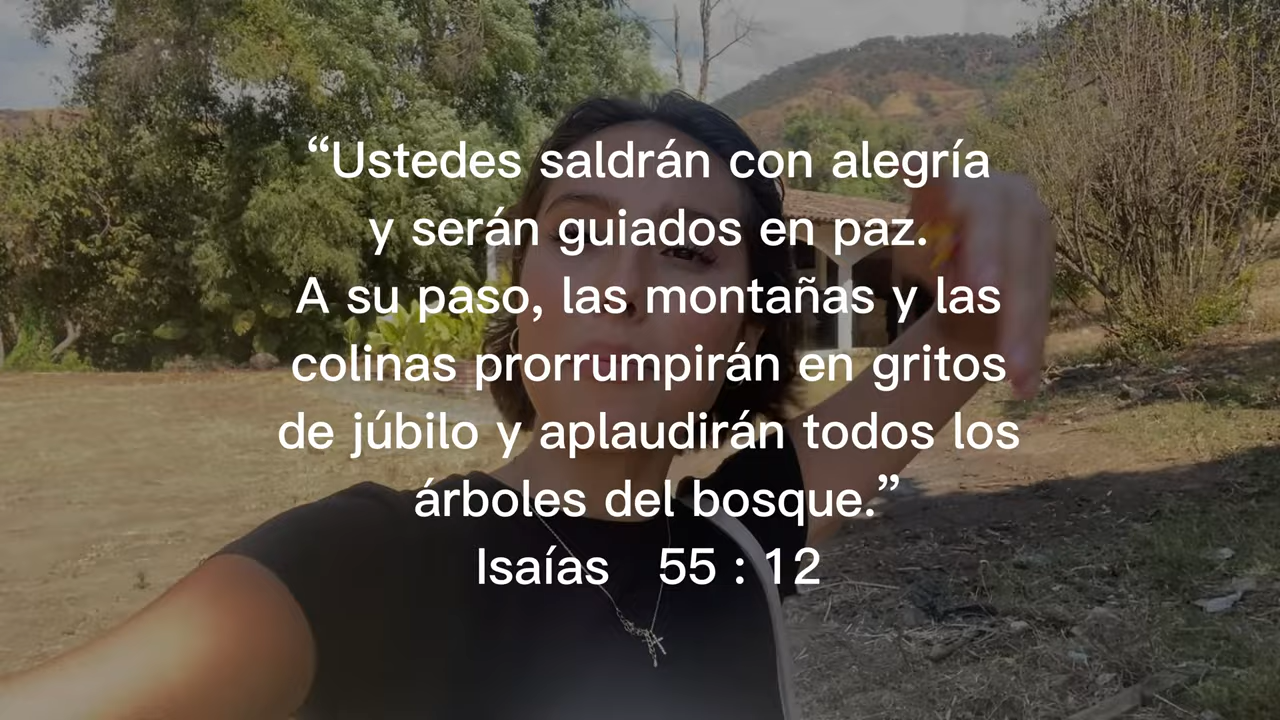 “Ustedes saldrán con alegría
y serán guiados en paz.
A su paso, las montañas y las
colinas prorrumpirán en gritos
de júbilo y aplaudirán todos los
árboles del bosque.”
Isaías 55 : 12